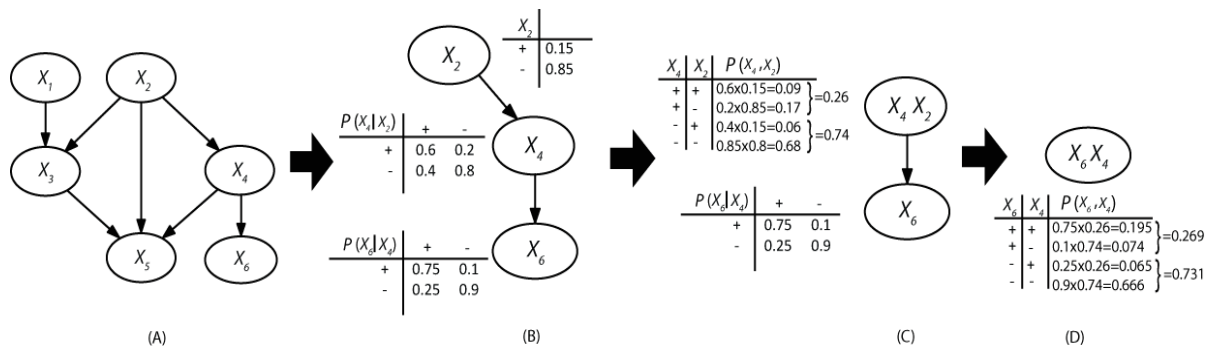 X1
X2
X3
X4
X5
X6
(A)
X2
+ 0.15
- 0.85
X2
P(X4|X2) + -
+ 0.6 0.2
- 0.4 0.8
X4
P(X6|X4) + -
+ 0.75 0.1
- 0.25 0.9
X6
(B)
X4 X2 P(X4,X2)
+ + 0.6x0.15=0.09
+ - 0.2x0.85=0.17
=0.26
- + 0.4x0.15=0.06
- - 0.85x0.8=0.68
=0.74
X4 X2
P(X6|X4) + -
+ 0.75 0.1
- 0.25 0.9
X6
(C)
X6 X4
X6 X4 P(X6,X4)
+ + 0.75x0.26=0.195
+ - 0.1x0.74=0.074
=0.269
- + 0.25x0.26=0.065
- - 0.9x0.74=0.666
=0.731
(D)